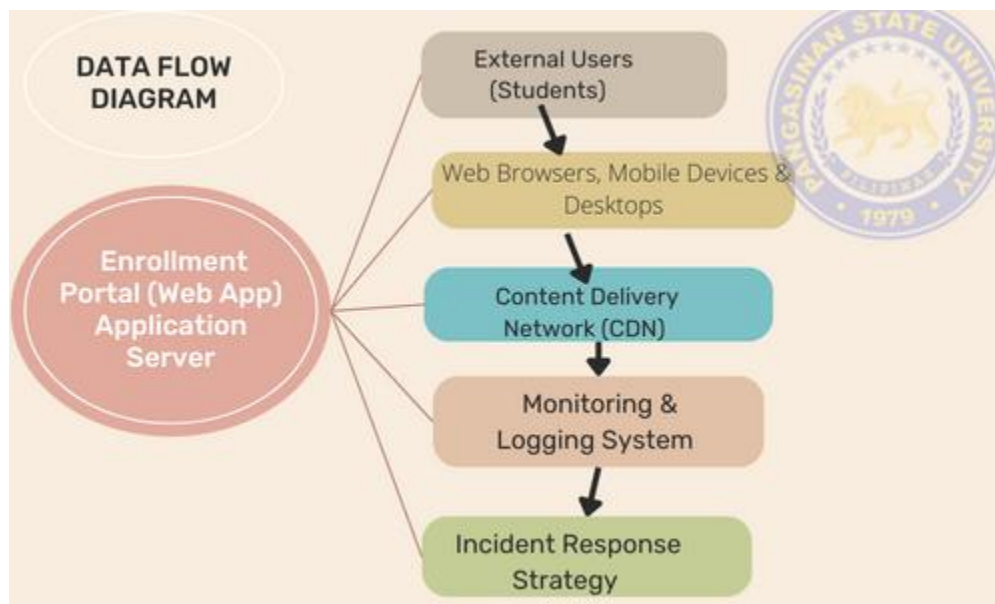 DATA FLOW
DIAGRAM
External Users
(Students)
Web Browsers, Mobile Devices &
Desktops
Enrollment
Portal (Web App)
Application
Server
Content Delivery
Network (CDN)
Monitoring &
Logging System
Incident Response
Strategy
PANGASINAN STATE UNIVERSITY
PILIPINAS
1979